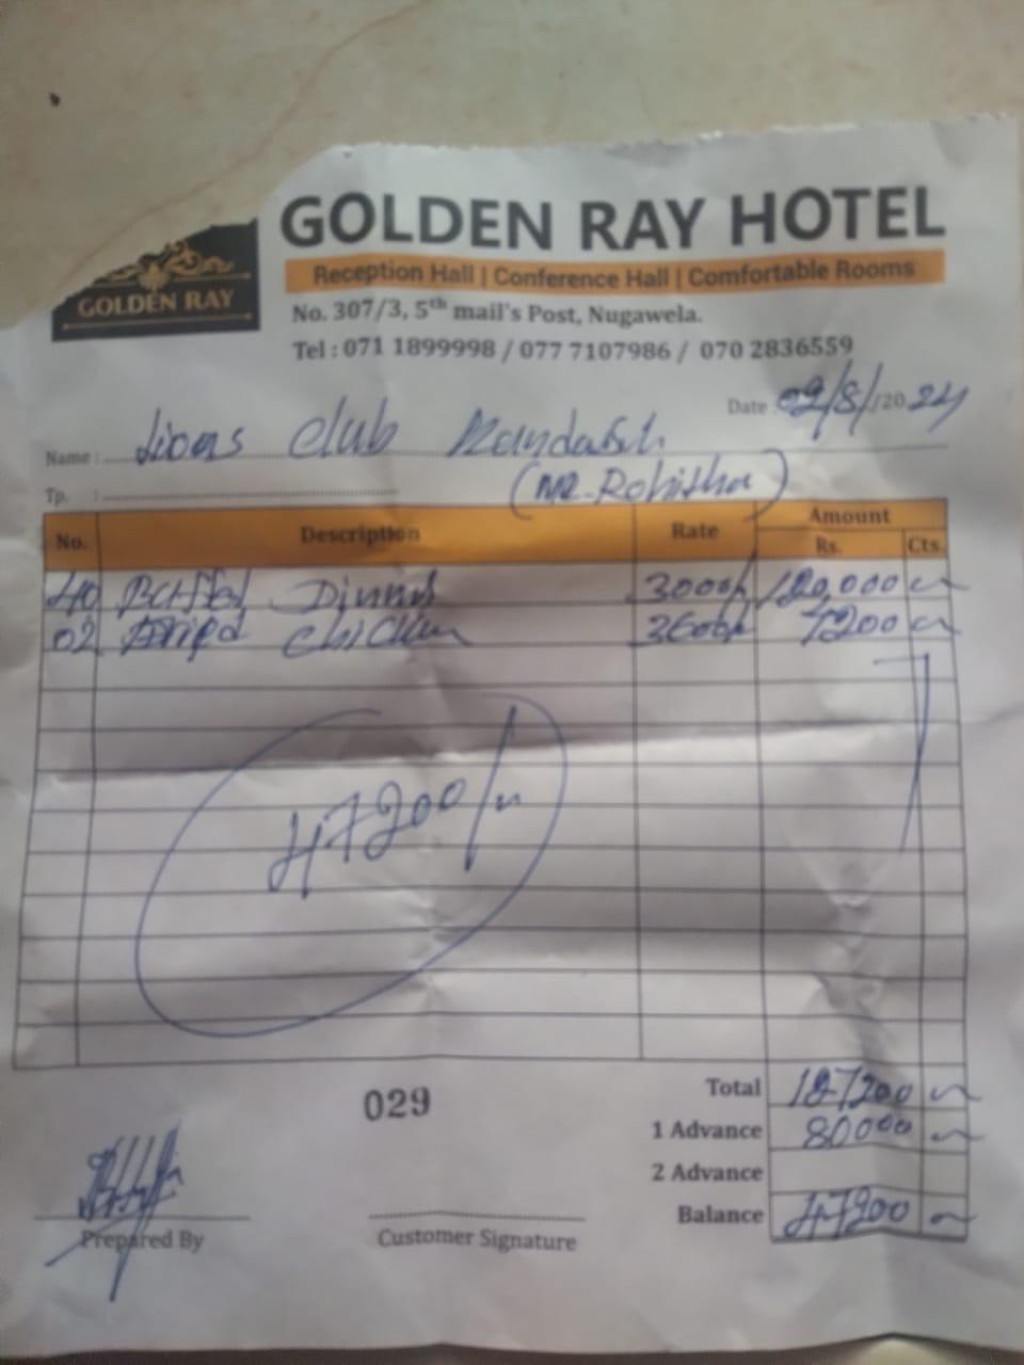 GOLDEN RAY HOTEL
Reception Hall | Conference Hall | Comfortable Rooms
GOLDEN RAY
No. 307/3, 5th mail's Post, Nugawela.
Tel : 071 1899998 / 077 7107986 / 070 2836559
Date : 02/8//2024
Name : Lions Club
Tp. : (MR. Rohitha)
No. Description Rate Amount
Rs. Cts.
40 Dinner 3000/- 120,000
02 Chicken 3600/- 7200
47200/-
029
Total 127200
1 Advance 80000
2 Advance
Balance 47200
Prepared By Customer Signature